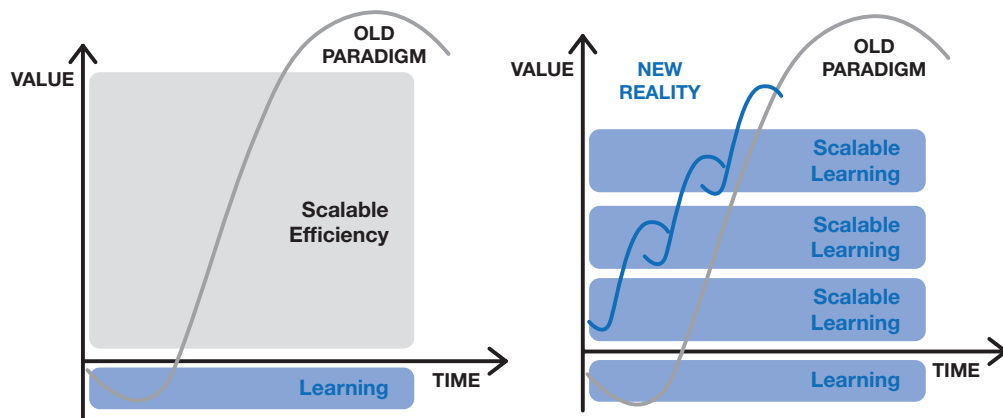 OLD
PARADIGM
VALUE
Scalable
Efficiency
TIME
Learning
OLD
PARADIGM
VALUE
NEW
REALITY
Scalable
Learning
Scalable
Learning
Scalable
Learning
TIME
Learning